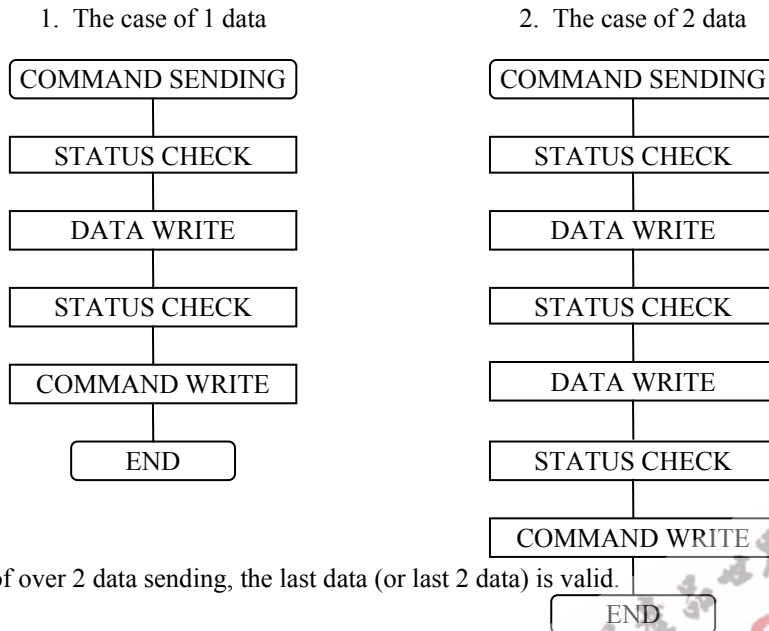 1. The case of 1 data
COMMAND SENDING
STATUS CHECK
DATA WRITE
STATUS CHECK
COMMAND WRITE
END
2. The case of 2 data
COMMAND SENDING
STATUS CHECK
DATA WRITE
STATUS CHECK
DATA WRITE
STATUS CHECK
COMMAND WRITE
END
of over 2 data sending, the last data (or last 2 data) is valid.